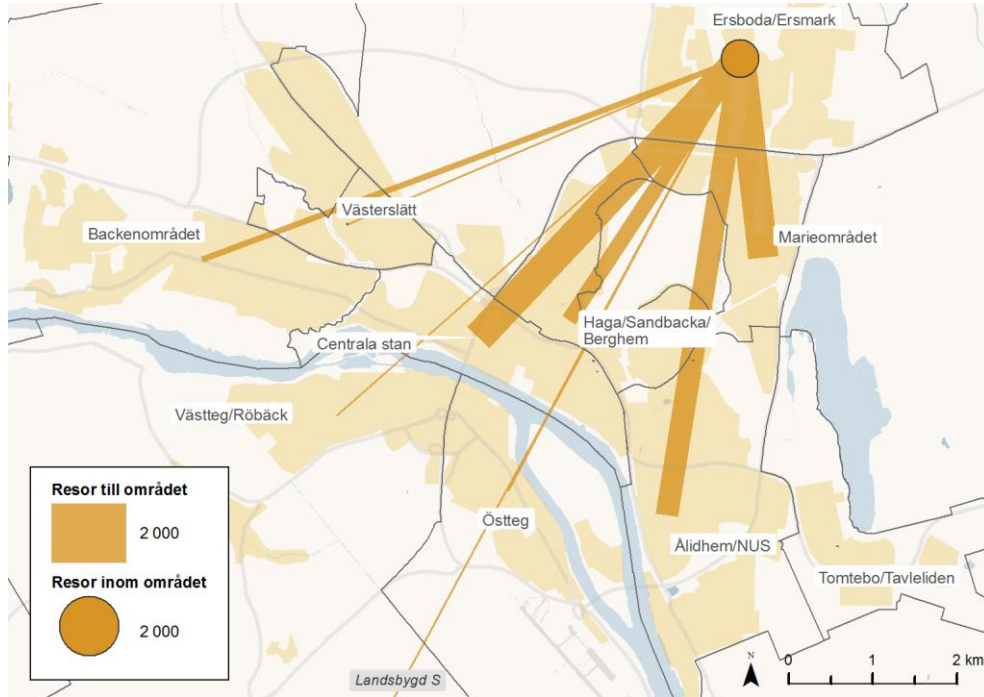 Ersboda/Ersmark
Västerslätt
Backenområdet
Marieområdet
Haga/Sandbacka/
Berghem
Centrala stan
Västteg/Röbäck
Resor till området
2 000
Resor inom området
2 000
Östteg
Ålidhem/NUS
Tomtebo/Tavleliden
Landsbygd S
N
0 1 2 km